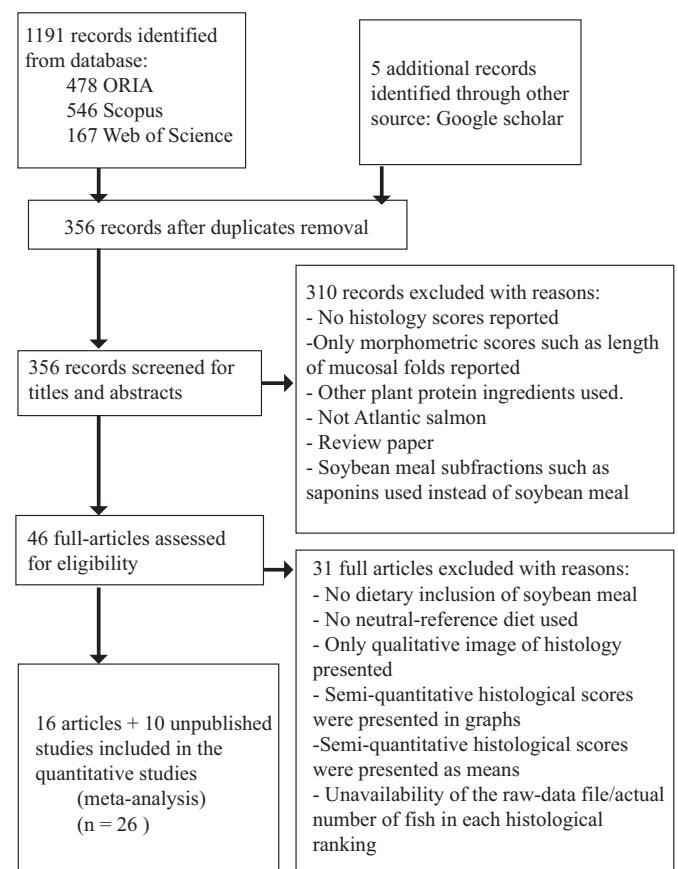 1191 records identified
from database:
478 ORIA
546 Scopus
167 Web of Science
5 additional records
identified through other
source: Google scholar
356 records after duplicates removal
310 records excluded with reasons:
- No histology scores reported
-Only morphometric scores such as length
of mucosal folds reported
- Other plant protein ingredients used.
- Not Atlantic salmon
- Review paper
- Soybean meal subfractions such as
saponins used instead of soybean meal
356 records screened for
titles and abstracts
46 full-articles assessed
for eligibility
31 full articles excluded with reasons:
- No dietary inclusion of soybean meal
- No neutral-reference diet used
- Only qualitative image of histology
presented
- Semi-quantitative histological scores
were presented in graphs
-Semi-quantitative histological scores
were presented as means
- Unavailability of the raw-data file/actual
number of fish in each histological
ranking
16 articles + 10 unpublished
studies included in the
quantitative studies
(meta-analysis)
(n = 26 )